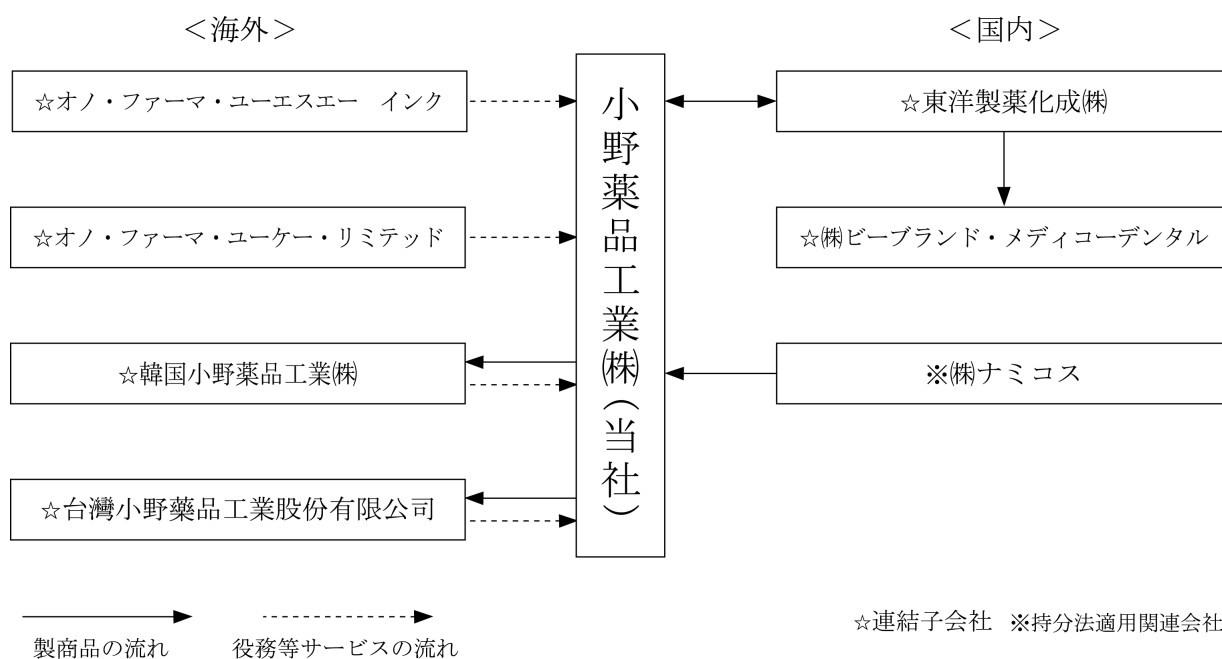 ＜海外＞
☆オノ・ファーマ・ユーエスエー　インク
☆オノ・ファーマ・ユーケー・リミテッド
☆韓国小野薬品工業㈱
☆台灣小野藥品工業股份有限公司
小野薬品工業㈱（当社）
＜国内＞
☆東洋製薬化成㈱
☆㈱ビーブランド・メディコーデンタル
※㈱ナミコス
製商品の流れ
役務等サービスの流れ
☆連結子会社　※持分法適用関連会社